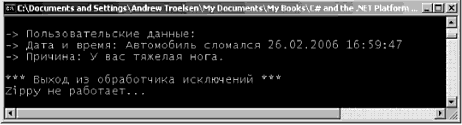 C:\Documents and Settings\Andrew Troelsen\My Documents\My Books\C# and the .NET Platform ...
-> Пользовательские данные:
-> Дата и время: Автомобиль сломался 26.02.2006 16:59:47
-> Причина: У вас тяжелая нога.
*** Выход из обработчика исключений ***
Zippy не работает...